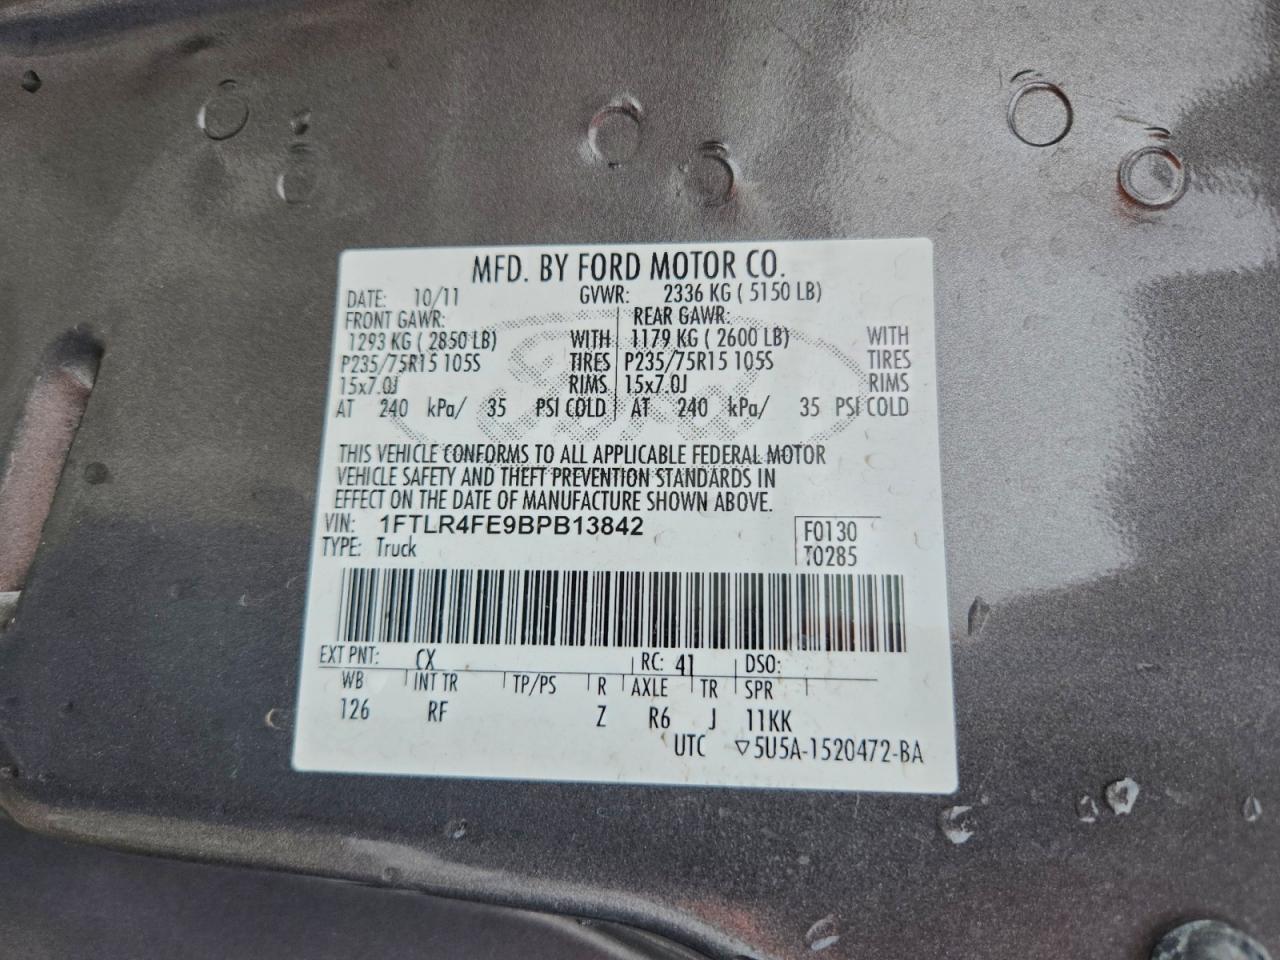 MFD. BY FORD MOTOR CO.
DATE: 10/11 GVWR: 2336 KG ( 5150 LB)
FRONT GAWR: REAR GAWR:
1293 KG ( 2850 LB) WITH 1179 KG ( 2600 LB) WITH
P235/75R15 105S TIRES P235/75R15 105S TIRES
15x7.0J RIMS 15x7.0J RIMS
AT 240 kPa/ 35 PSI COLD AT 240 kPa/ 35 PSI COLD
Ford
THIS VEHICLE CONFORMS TO ALL APPLICABLE FEDERAL MOTOR
VEHICLE SAFETY AND THEFT PREVENTION STANDARDS IN
EFFECT ON THE DATE OF MANUFACTURE SHOWN ABOVE.
VIN: 1FTLR4FE9BPB13842 F0130
TYPE: Truck T0285
EXT PNT: CX RC: 41 DSO:
WB INT TR TP/PS R AXLE TR SPR
126 RF Z R6 J 11KK
UTC ▽5U5A-1520472-BA